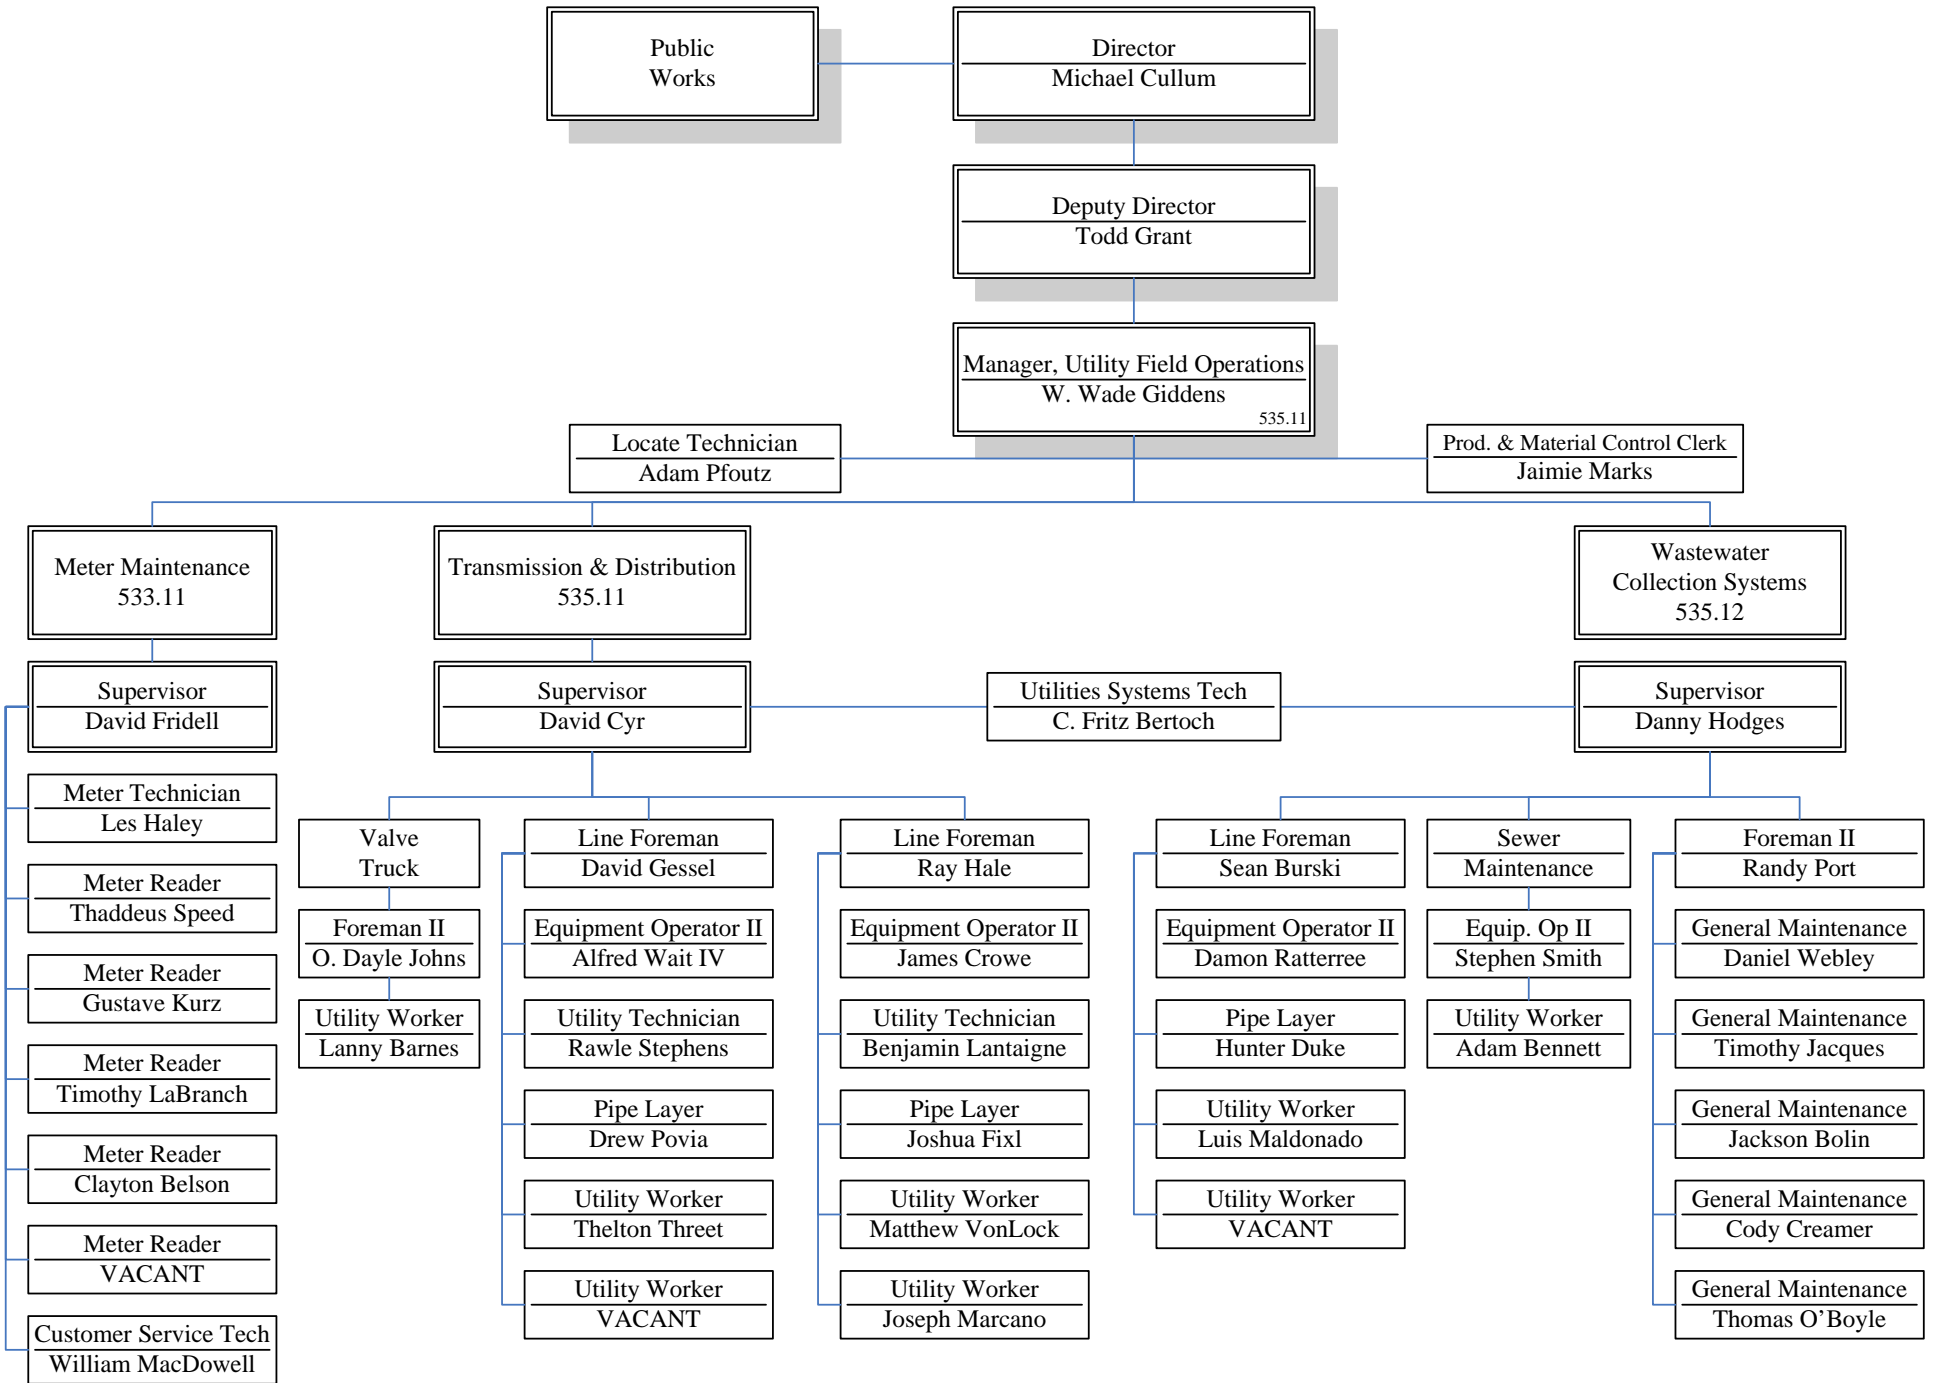 Public
Works
Director
Michael Cullum
Deputy Director
Todd Grant
Manager, Utility Field Operations
W. Wade Giddens
535.11
Locate Technician
Adam Pfoutz
Prod. & Material Control Clerk
Jaimie Marks
Meter Maintenance
533.11
Transmission & Distribution
535.11
Wastewater
Collection Systems
535.12
Supervisor
David Fridell
Supervisor
David Cyr
Utilities Systems Tech
C. Fritz Bertoch
Supervisor
Danny Hodges
Meter Technician
Les Haley
Meter Reader
Thaddeus Speed
Meter Reader
Gustave Kurz
Meter Reader
Timothy LaBranch
Meter Reader
Clayton Belson
Meter Reader
VACANT
Customer Service Tech
William MacDowell
Valve
Truck
Foreman II
O. Dayle Johns
Utility Worker
Lanny Barnes
Line Foreman
David Gessel
Equipment Operator II
Alfred Wait IV
Utility Technician
Rawle Stephens
Pipe Layer
Drew Povia
Utility Worker
Thelton Threet
Utility Worker
VACANT
Line Foreman
Ray Hale
Equipment Operator II
James Crowe
Utility Technician
Benjamin Lantaigne
Pipe Layer
Joshua Fixl
Utility Worker
Matthew VonLock
Utility Worker
Joseph Marcano
Line Foreman
Sean Burski
Equipment Operator II
Damon Ratterree
Pipe Layer
Hunter Duke
Utility Worker
Luis Maldonado
Utility Worker
VACANT
Sewer
Maintenance
Equip. Op II
Stephen Smith
Utility Worker
Adam Bennett
Foreman II
Randy Port
General Maintenance
Daniel Webley
General Maintenance
Timothy Jacques
General Maintenance
Jackson Bolin
General Maintenance
Cody Creamer
General Maintenance
Thomas O’Boyle